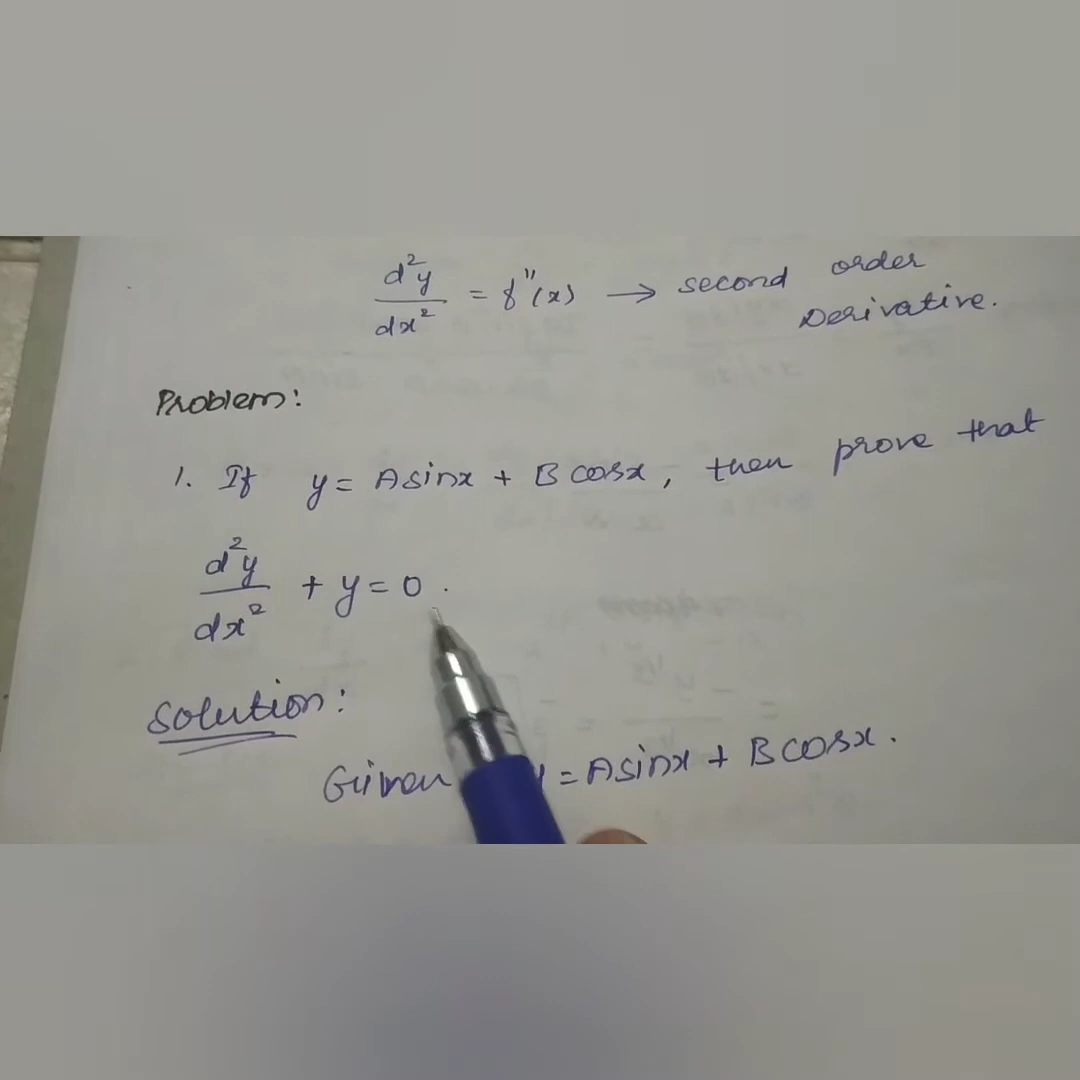 d²y/dx² = f''(x) → second order Derivative.
Problem:
1. If y = A sinx + B cosx, then prove that
d²y/dx² + y = 0.
Solution:
Given = A sinx + B cosx.